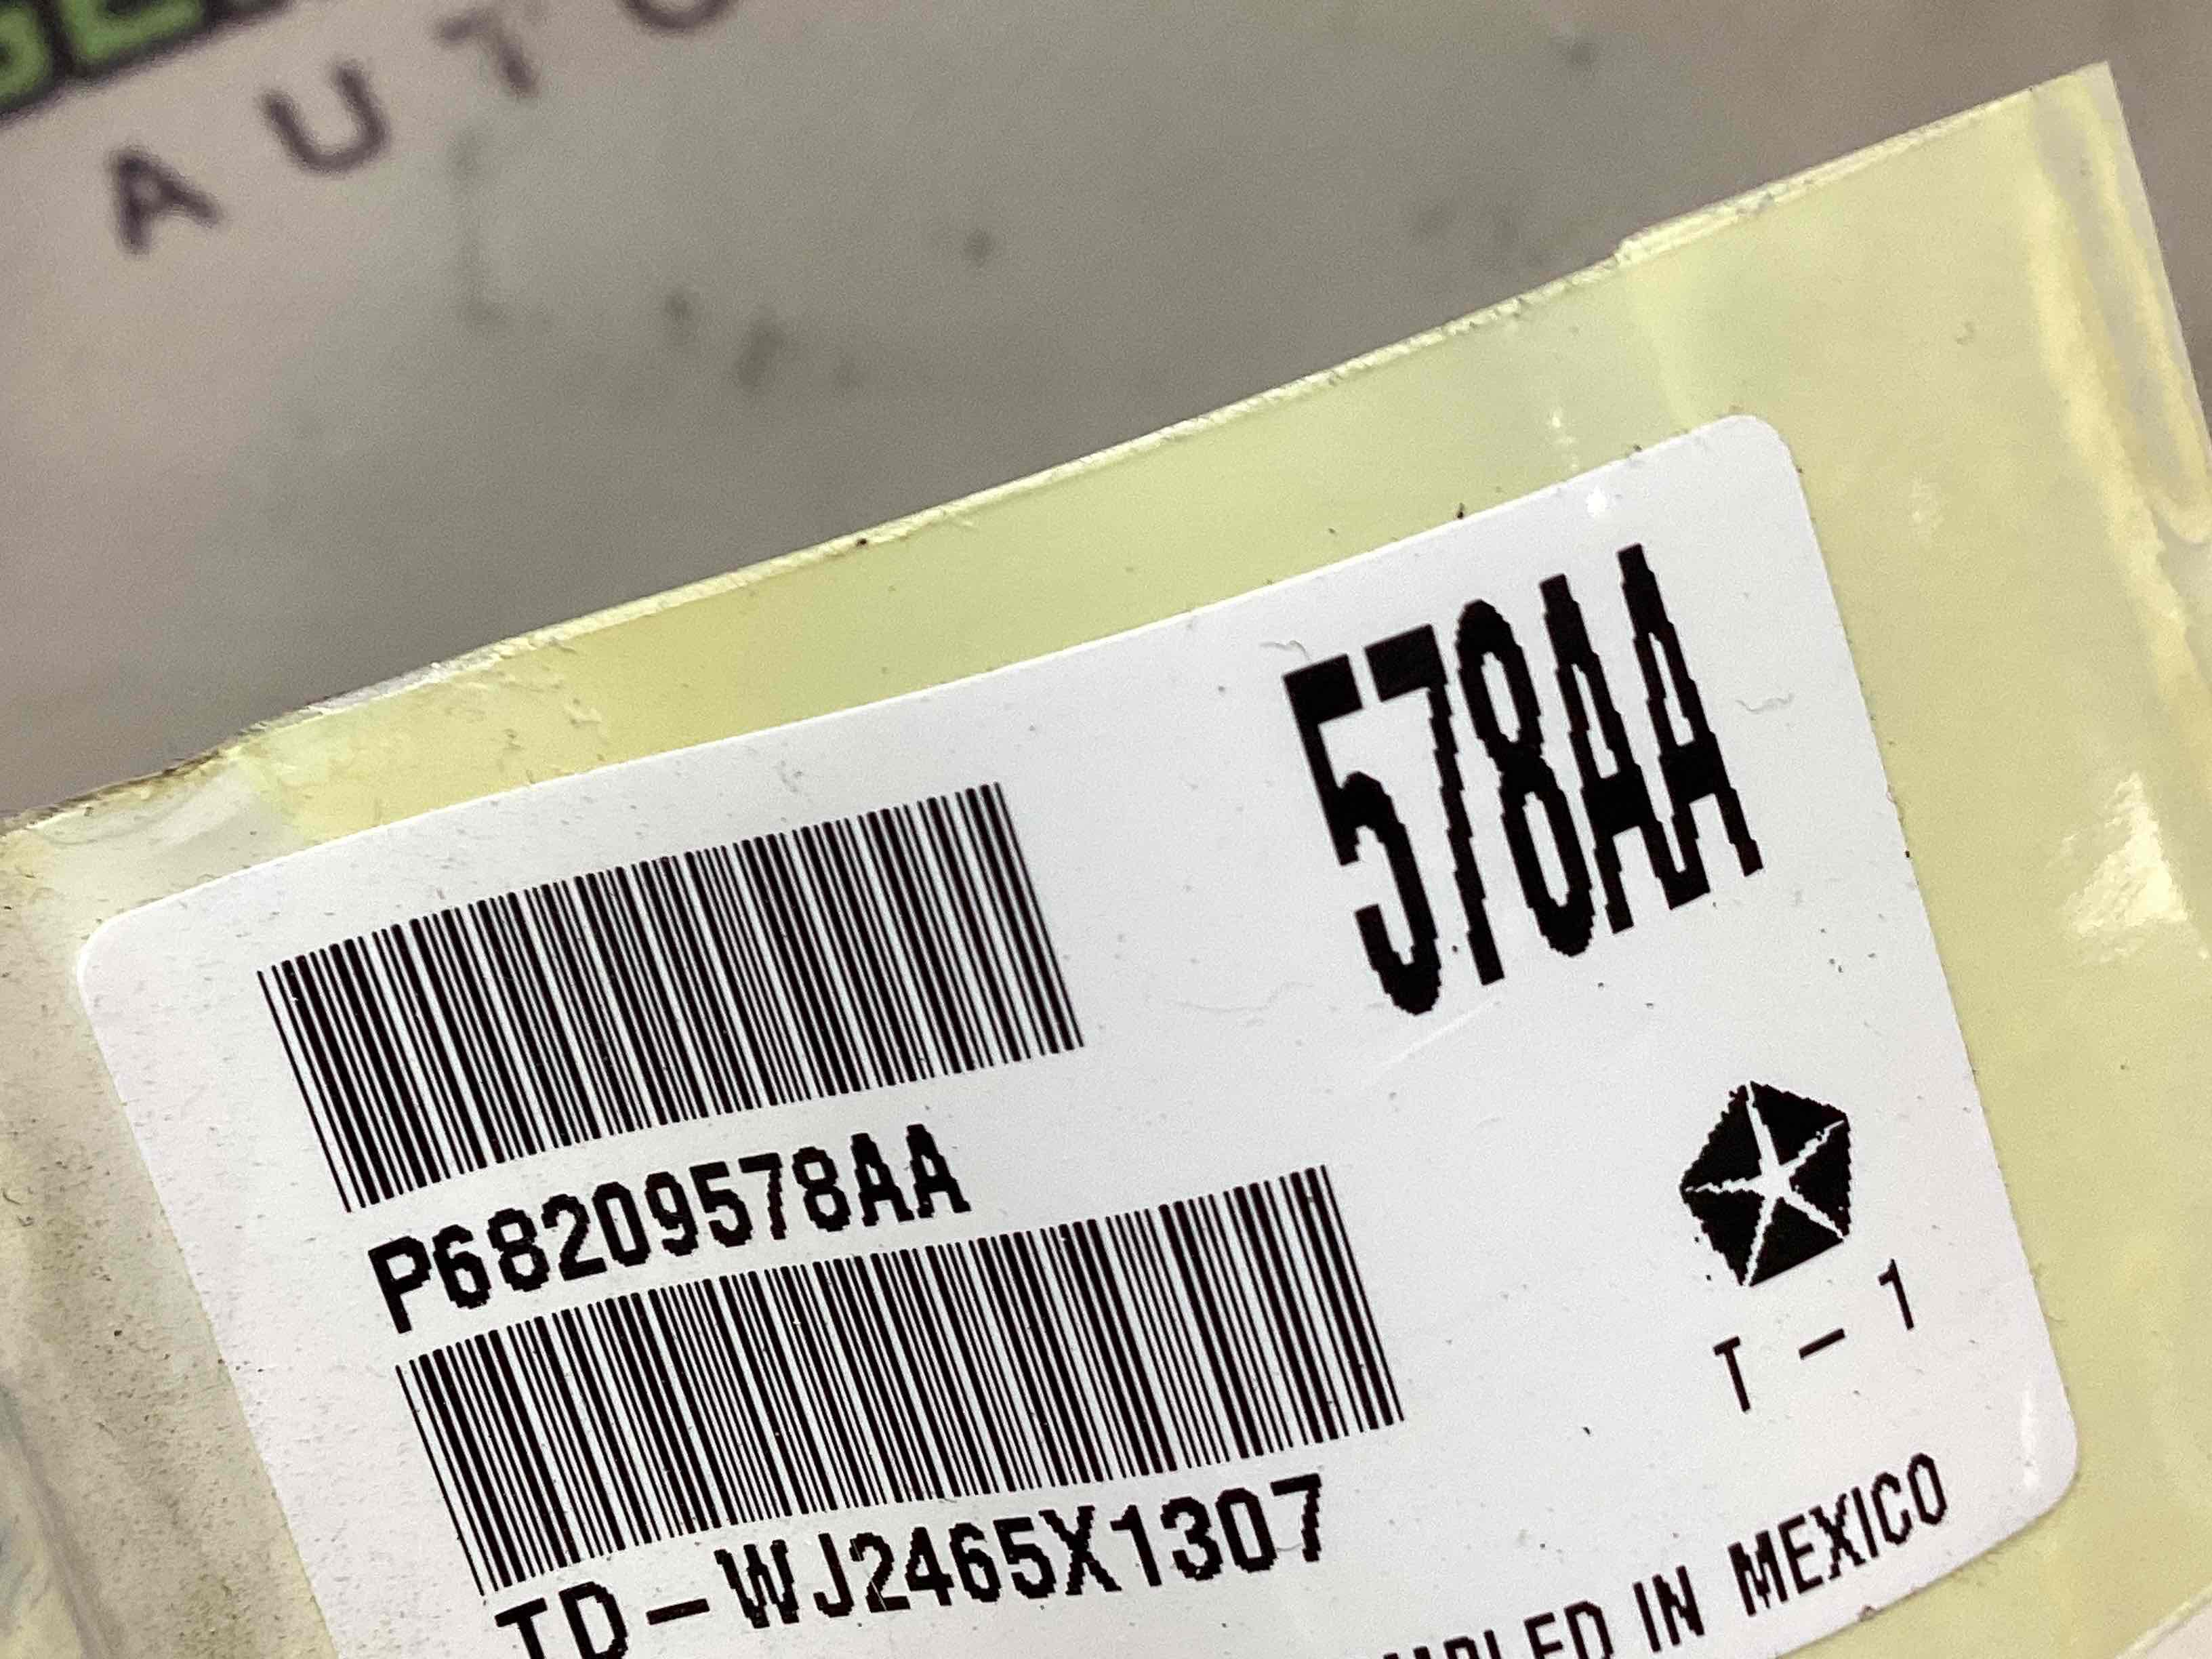 AUTO
578AA
P68209578AA
T-1
TD-WJ2465X1307
IN MEXICO